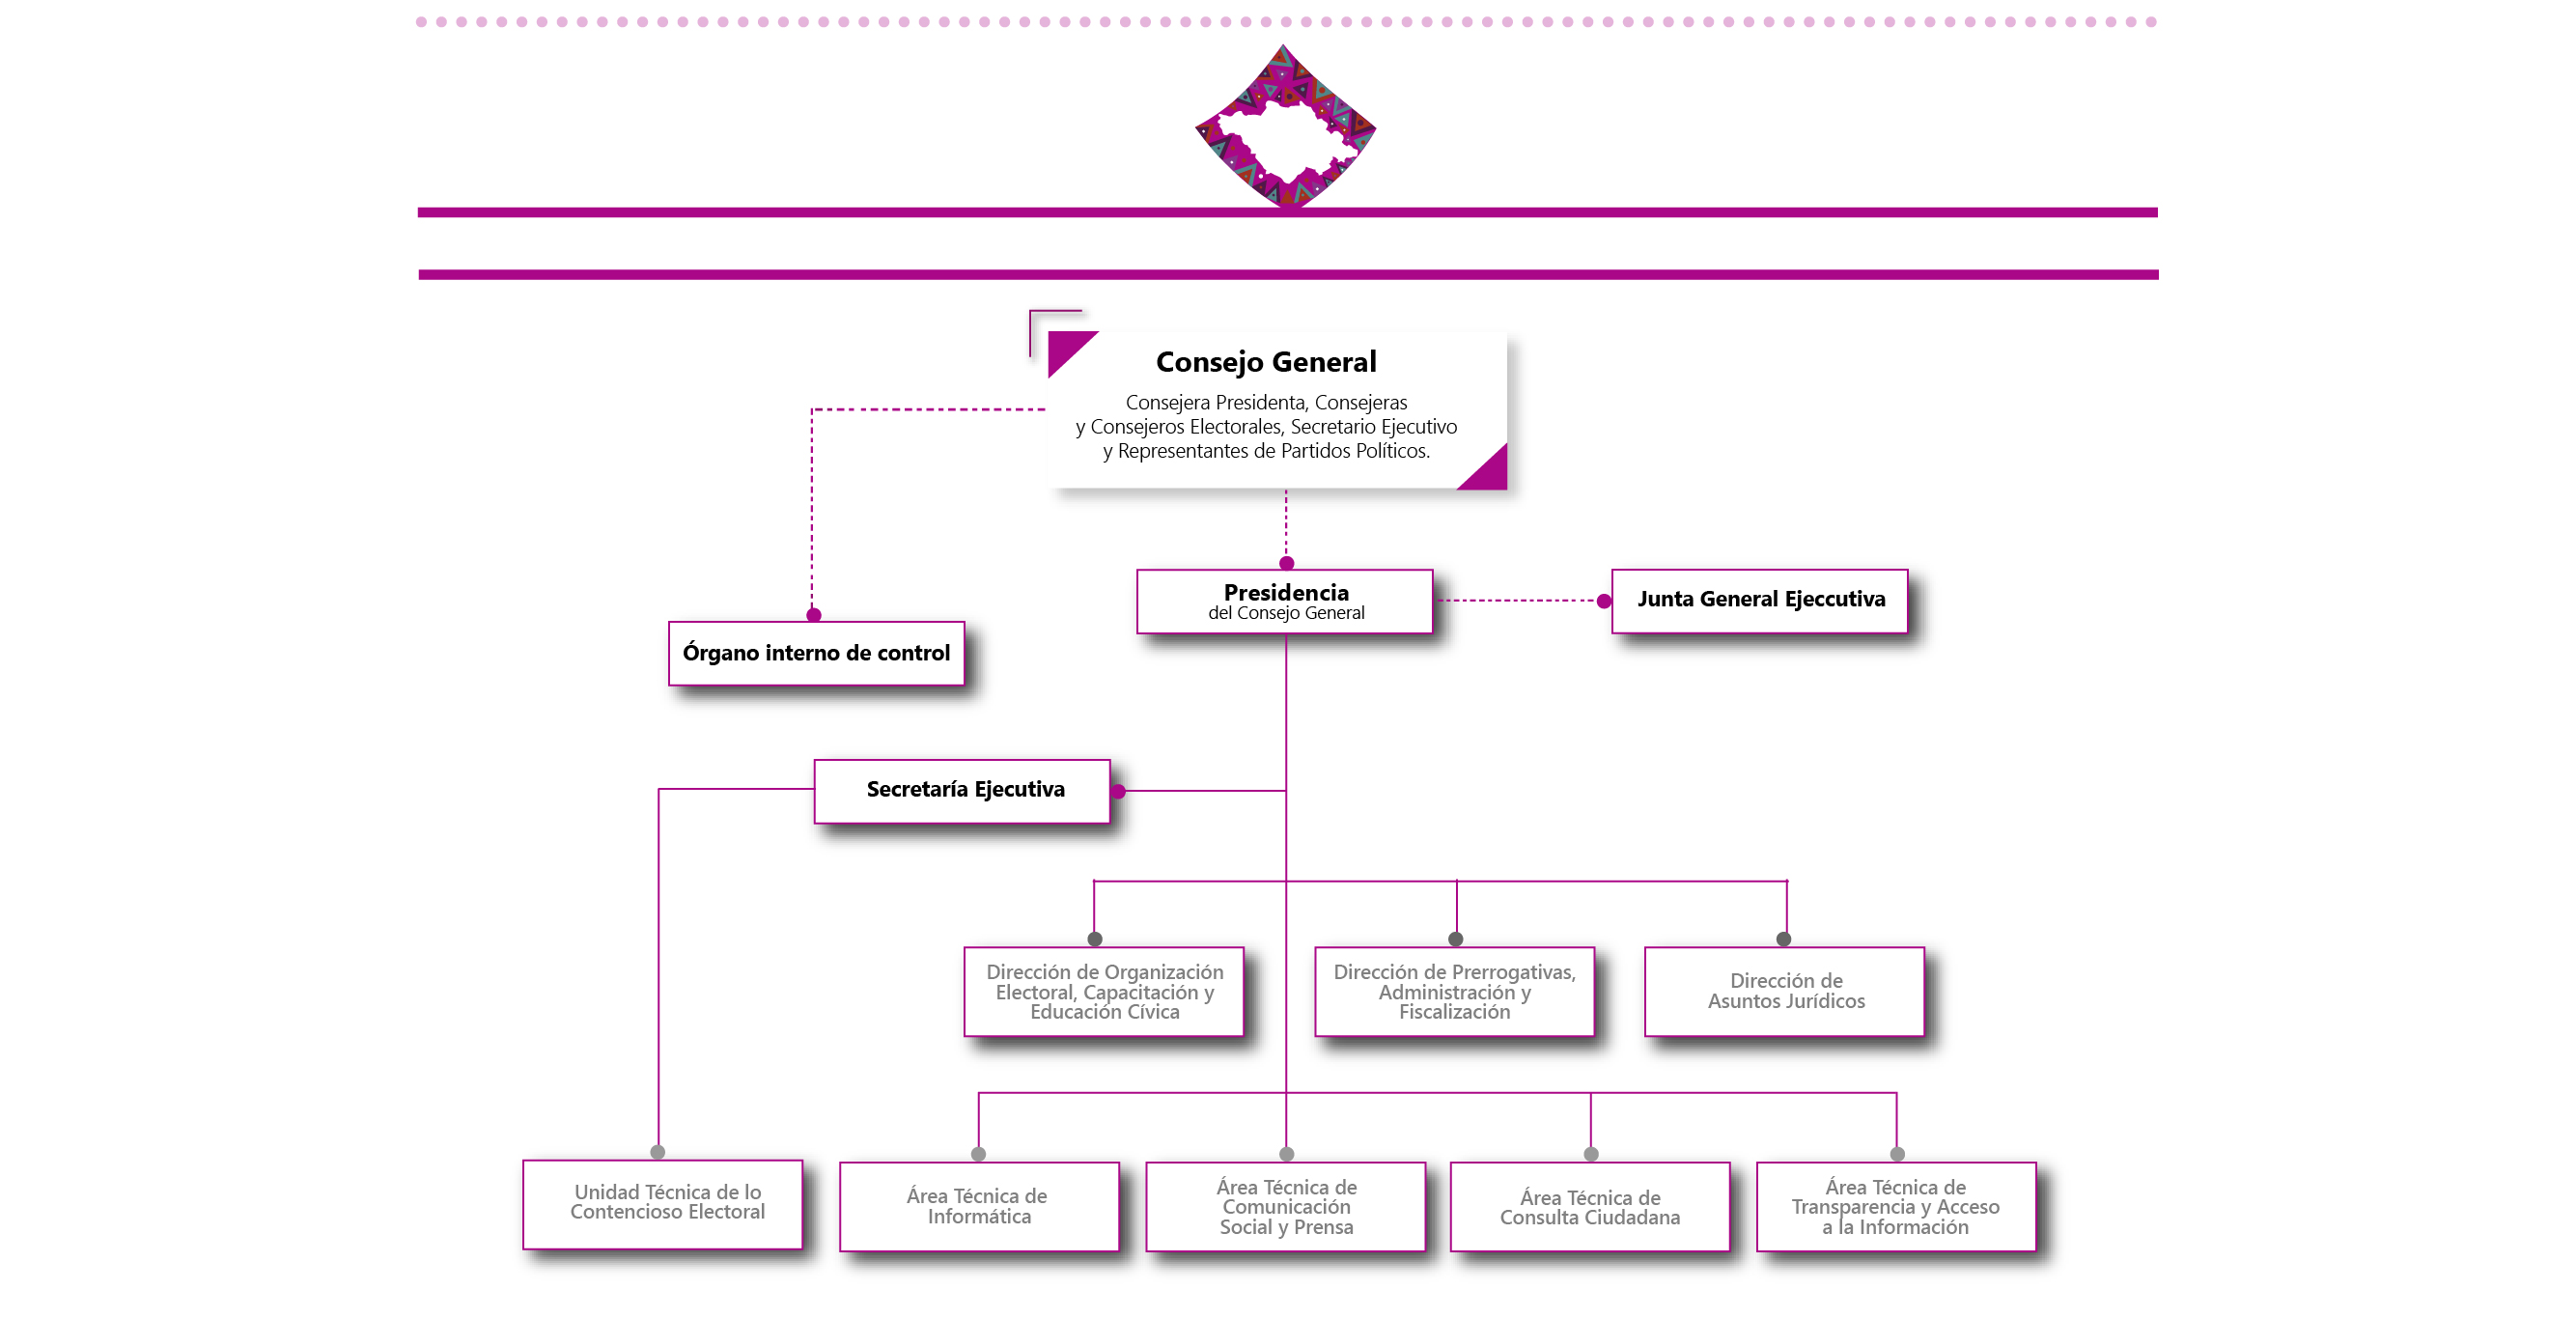 Consejo General
Consejera Presidenta, Consejeras
y Consejeros Electorales, Secretario Ejecutivo
y Representantes de Partidos Políticos.
Presidencia
del Consejo General
Junta General Ejeccutiva
Órgano interno de control
Secretaría Ejecutiva
Dirección de Organización
Electoral, Capacitación y
Educación Cívica
Dirección de Prerrogativas,
Administración y
Fiscalización
Dirección de
Asuntos Jurídicos
Unidad Técnica de lo
Contencioso Electoral
Área Técnica de
Informática
Área Técnica de
Comunicación
Social y Prensa
Área Técnica de
Consulta Ciudadana
Área Técnica de
Transparencia y Acceso
a la Información